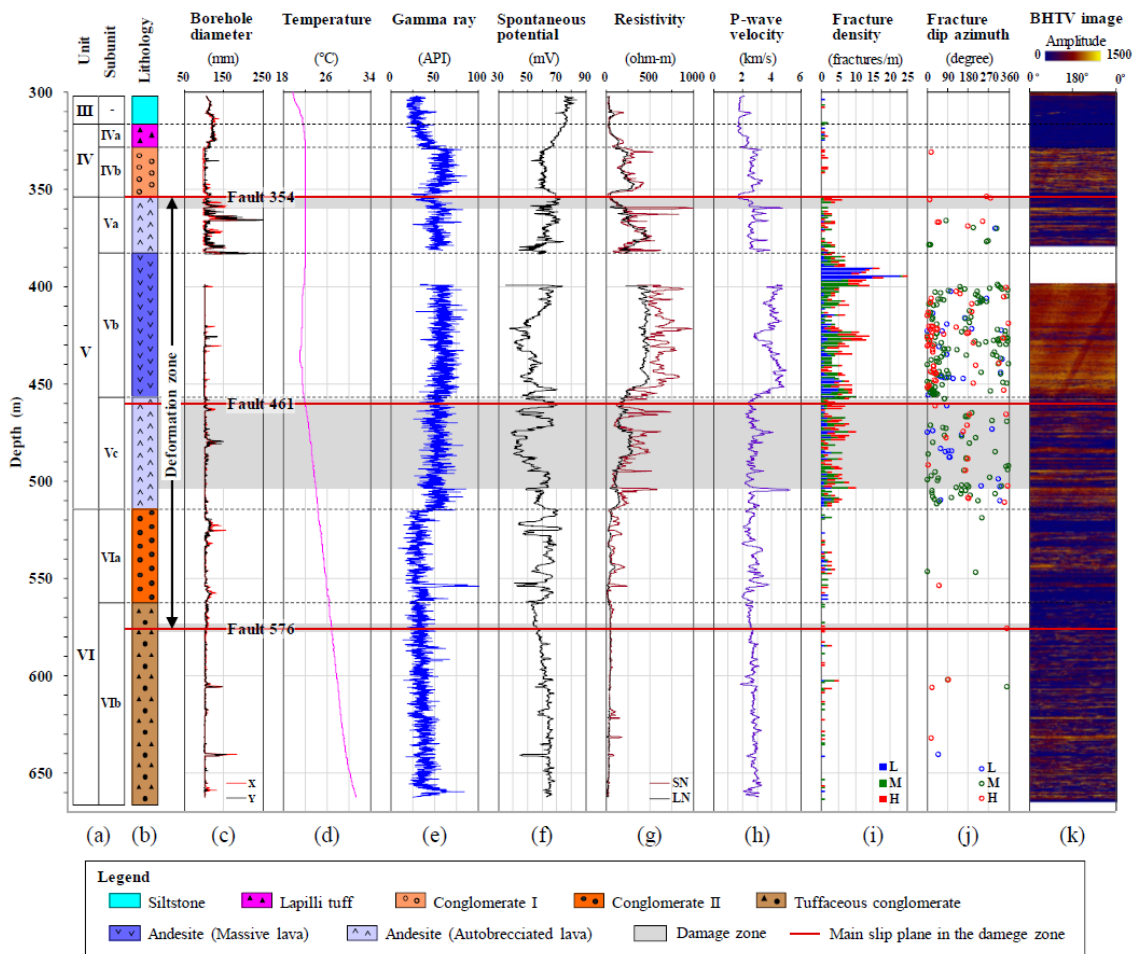 Unit
Subunit
Lithology
Borehole diameter
(mm)
50 150 250
Temperature
(°C)
18 26 34
Gamma ray
(API)
0 50 100
Spontaneous potential
(mV)
30 50 70 90
Resistivity
(ohm-m)
0 500 1000
P-wave velocity
(km/s)
0 2 4 6 8
Fracture density
(fractures/m)
0 5 10 15 20 25
Fracture dip azimuth
(degree)
0 90 180 270 360
BHTV image
Amplitude
0 1500
0° 180° 0°
Depth (m)
300
350
400
450
500
550
600
650
III
-
IV
IVa
IVb
V
Va
Vb
Vc
VI
VIa
VIb
Fault 354
Fault 461
Fault 576
Deformation zone
X
Y
SN
LN
L
M
H
L
M
H
(a) (b) (c) (d) (e) (f) (g) (h) (i) (j) (k)
Legend
Siltstone
Lapilli tuff
Conglomerate I
Conglomerate II
Tuffaceous conglomerate
Andesite (Massive lava)
Andesite (Autobrecciated lava)
Damage zone
Main slip plane in the damege zone